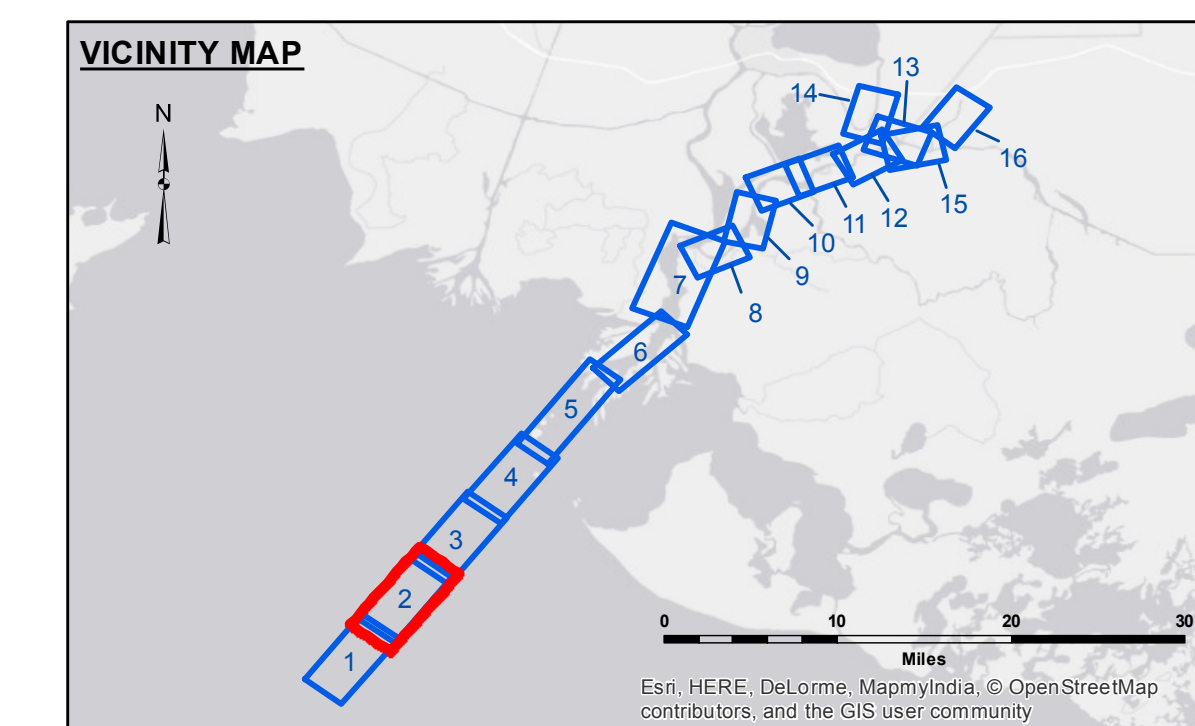 VICINITY MAP
N
13
14
16
15
12
11
10
9
8
7
6
5
4
3
2
1
0 10 20 30
Miles
Esri, HERE, DeLorme, MapmyIndia, © OpenStreetMap
contributors, and the GIS user community